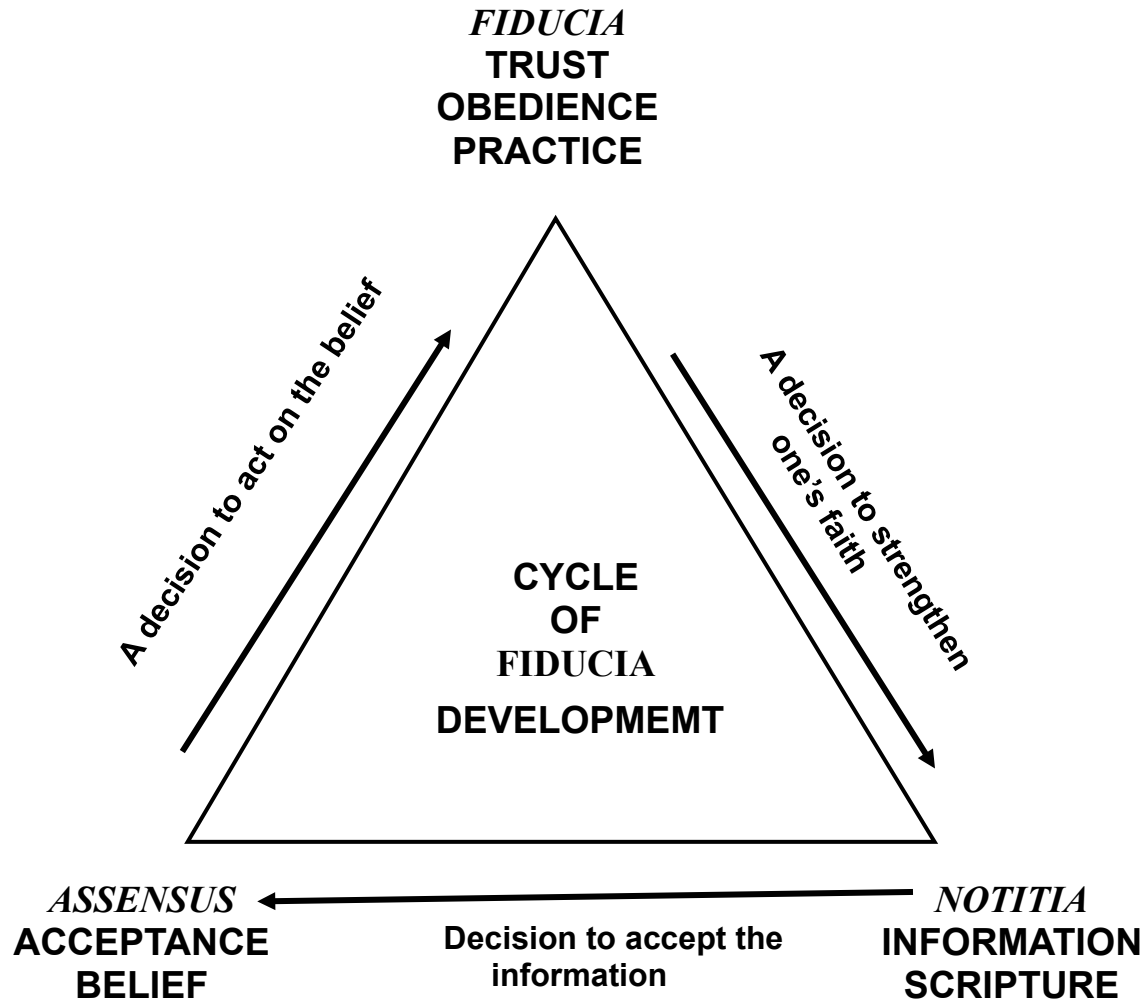 FIDUCIA
TRUST
OBEDIENCE
PRACTICE
A decision to act on the belief
A decision to strengthen
one’s faith
CYCLE
OF
FIDUCIA
DEVELOPMEMT
ASSENSUS
ACCEPTANCE
BELIEF
Decision to accept the
information
NOTITIA
INFORMATION
SCRIPTURE